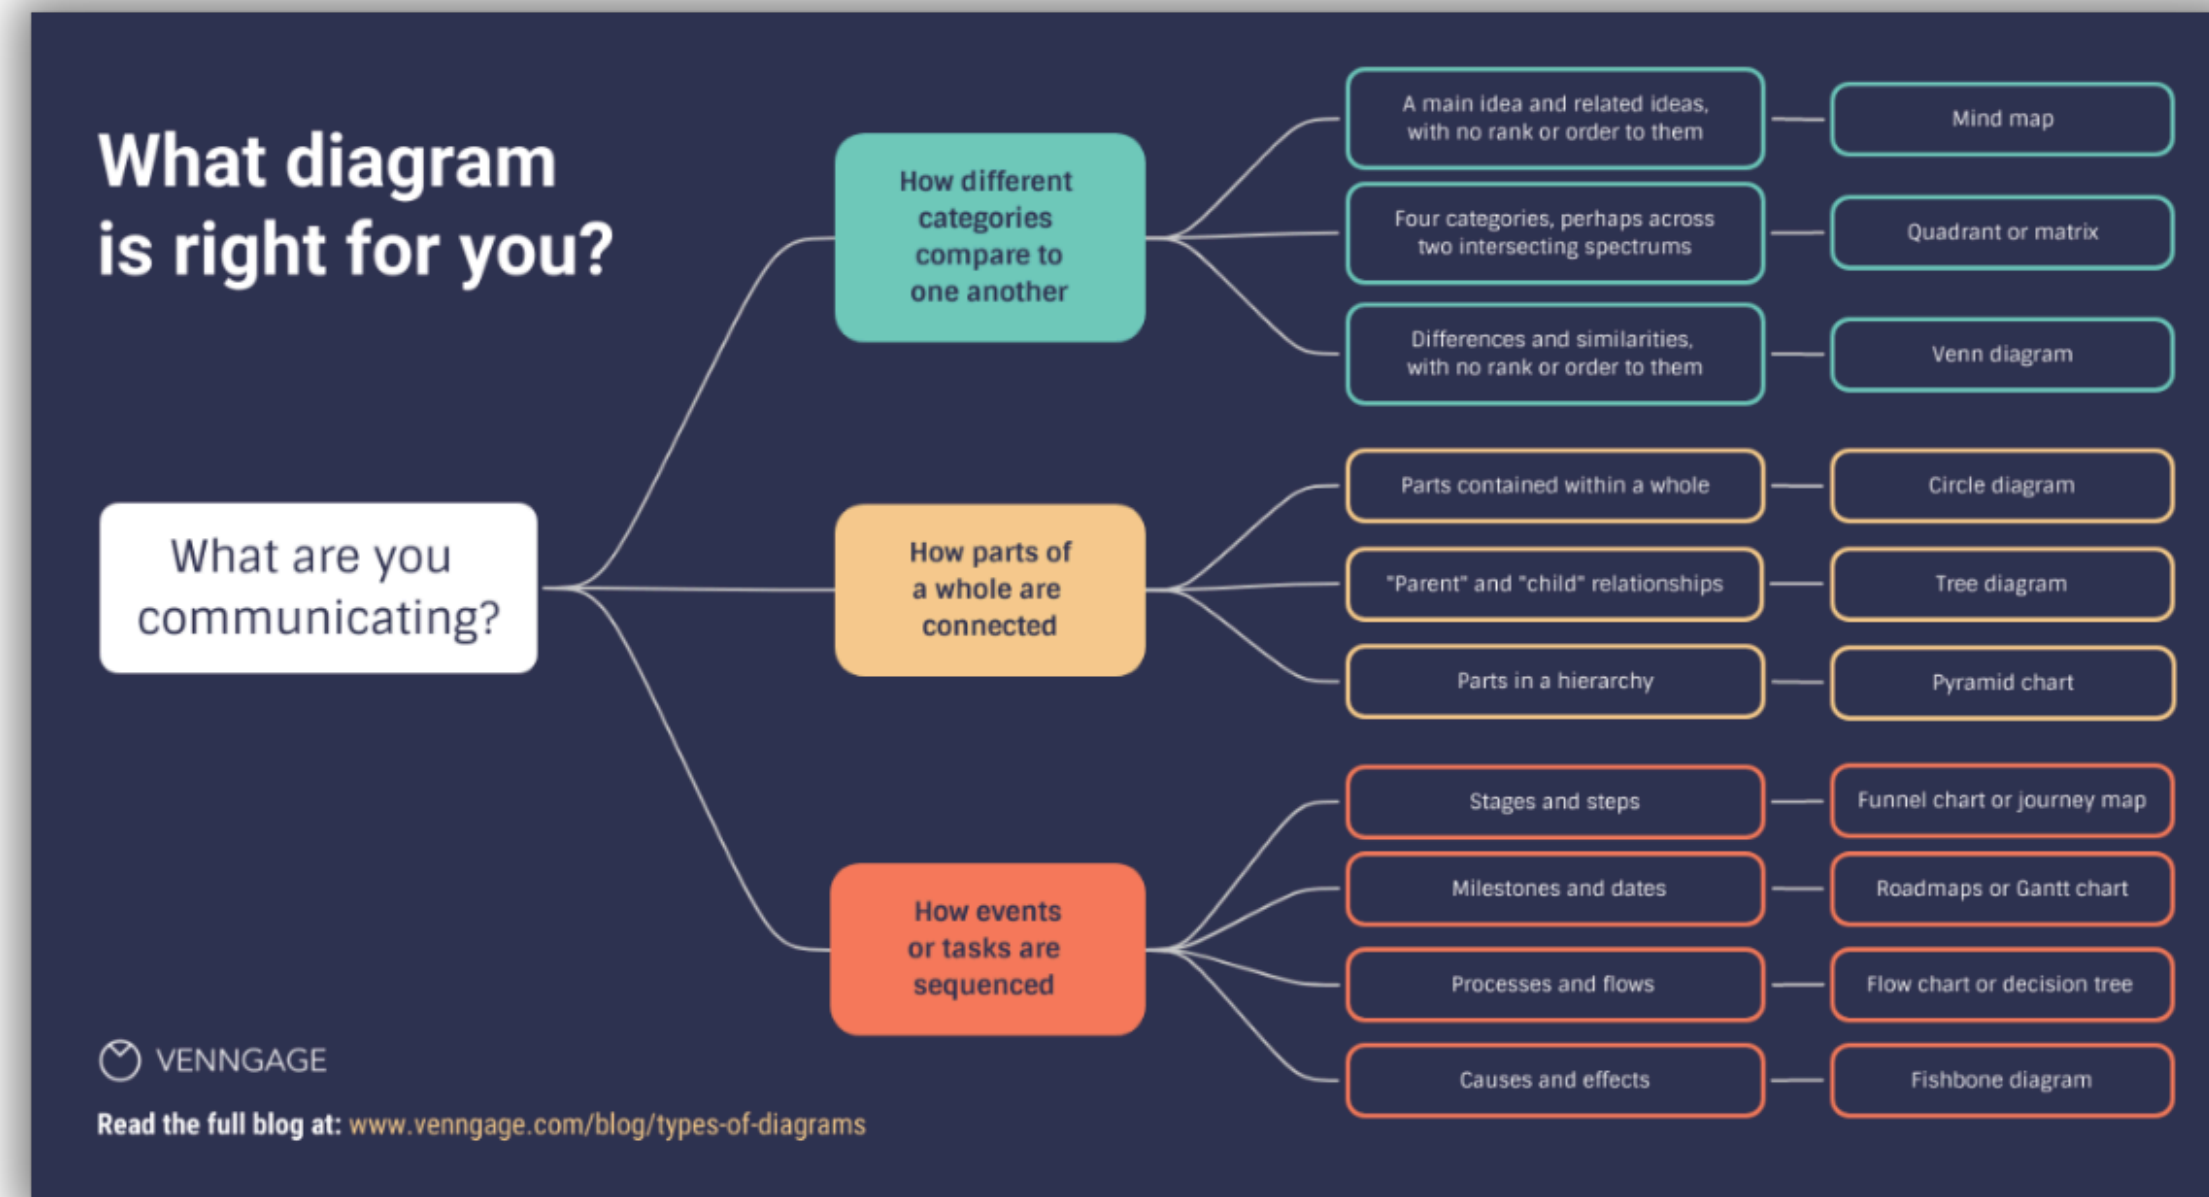 What diagram
is right for you?
What are you
communicating?
How different
categories
compare to
one another
A main idea and related ideas,
with no rank or order to them
Mind map
Four categories, perhaps across
two intersecting spectrums
Quadrant or matrix
Differences and similarities,
with no rank or order to them
Venn diagram
How parts of
a whole are
connected
Parts contained within a whole
Circle diagram
"Parent" and "child" relationships
Tree diagram
Parts in a hierarchy
Pyramid chart
How events
or tasks are
sequenced
Stages and steps
Funnel chart or journey map
Milestones and dates
Roadmaps or Gantt chart
Processes and flows
Flow chart or decision tree
Causes and effects
Fishbone diagram
VENNGAGE
Read the full blog at: www.venngage.com/blog/types-of-diagrams